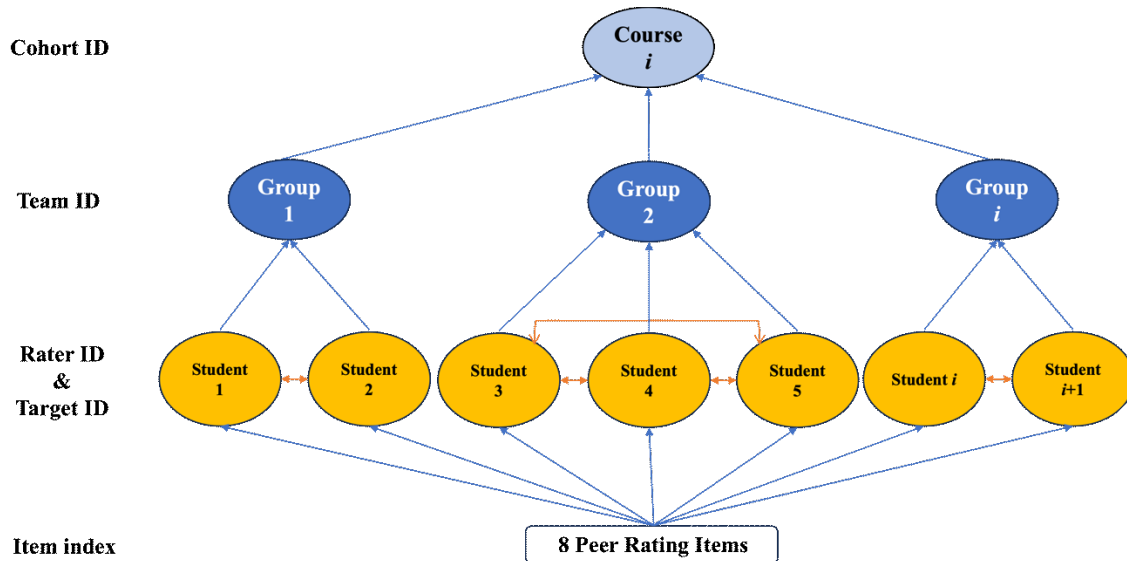 Cohort ID
Course
i
Team ID
Group
1
Group
2
Group
i
Rater ID
&
Target ID
Student
1
Student
2
Student
3
Student
4
Student
5
Student i
Student
i+1
Item index
8 Peer Rating Items